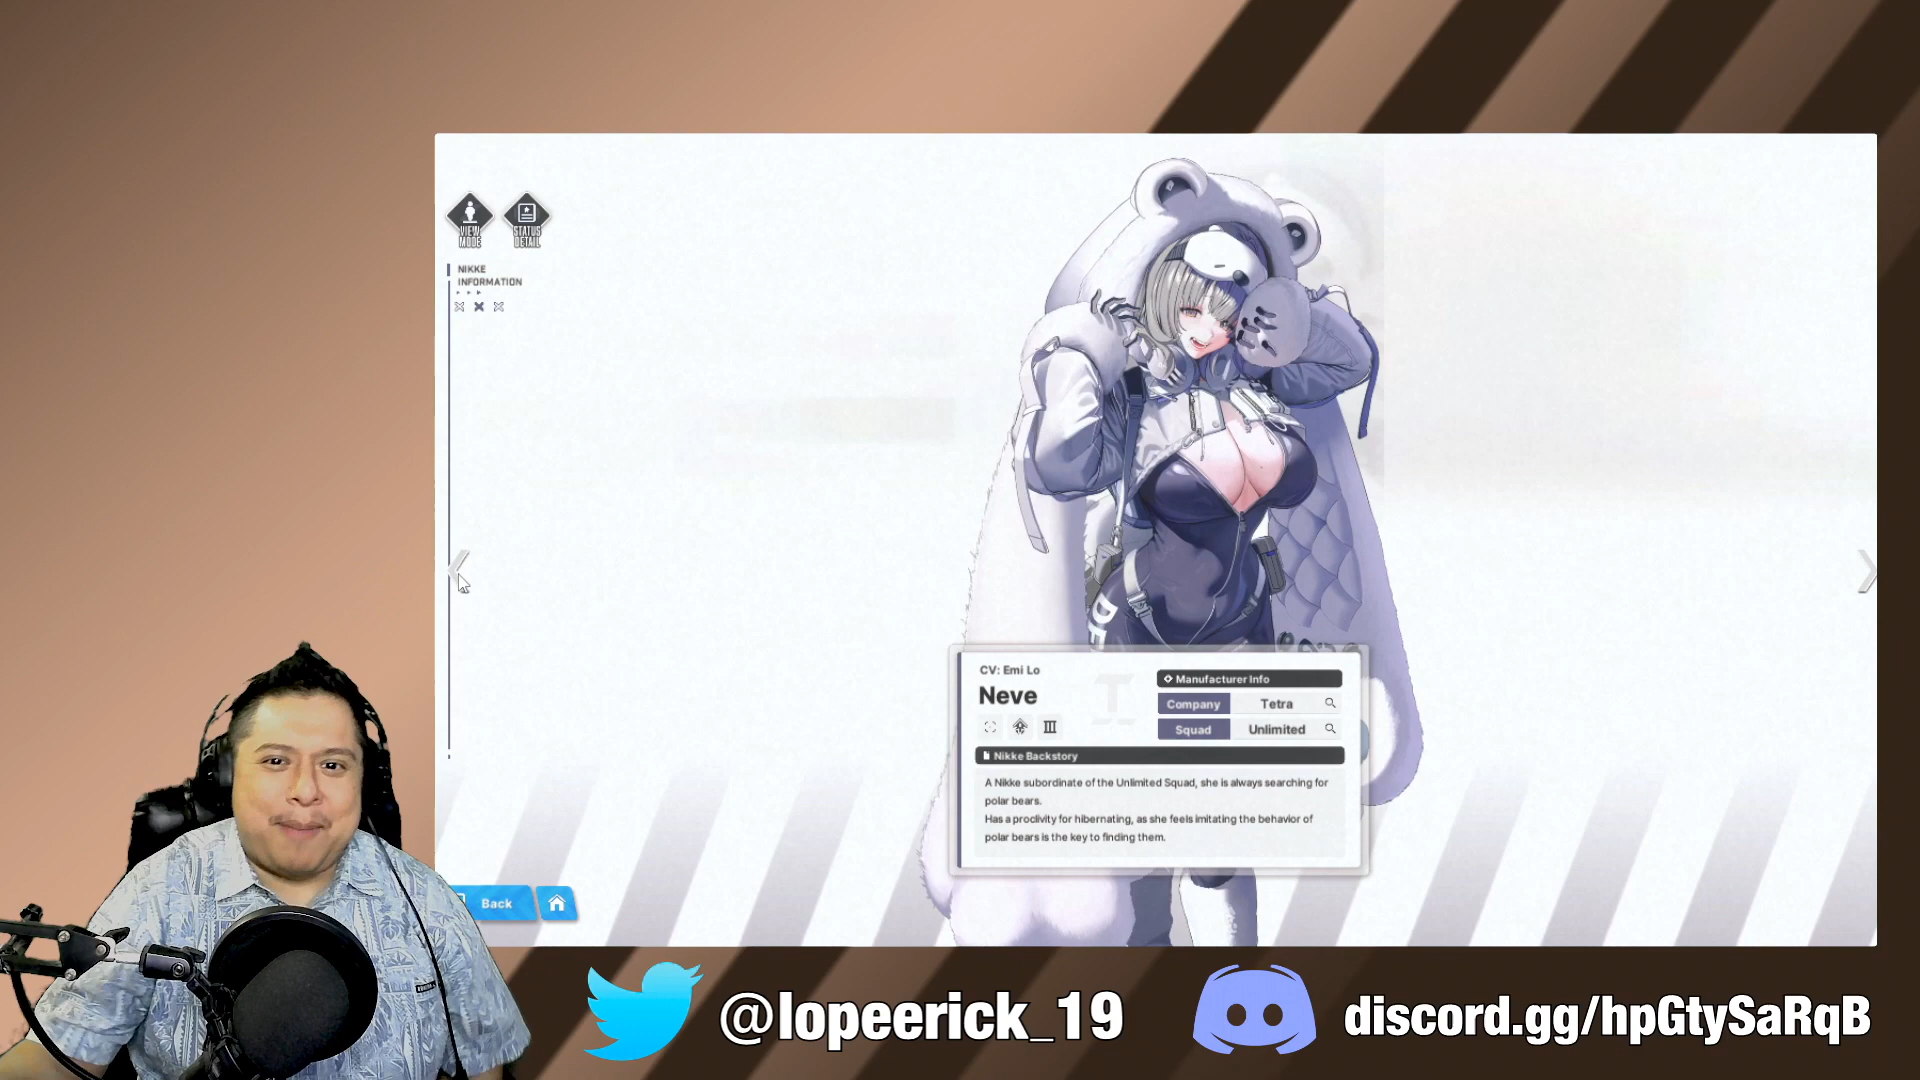 VIEW
MODE
STATUS
DETAIL
NIKKE
INFORMATION
CV: Emi Lo
Neve
Manufacturer Info
Company Tetra
Squad Unlimited
Nikke Backstory
A Nikke subordinate of the Unlimited Squad, she is always searching for
polar bears.
Has a proclivity for hibernating, as she feels imitating the behavior of
polar bears is the key to finding them.
Back
@lopeerick_19
discord.gg/hpGtySaRqB